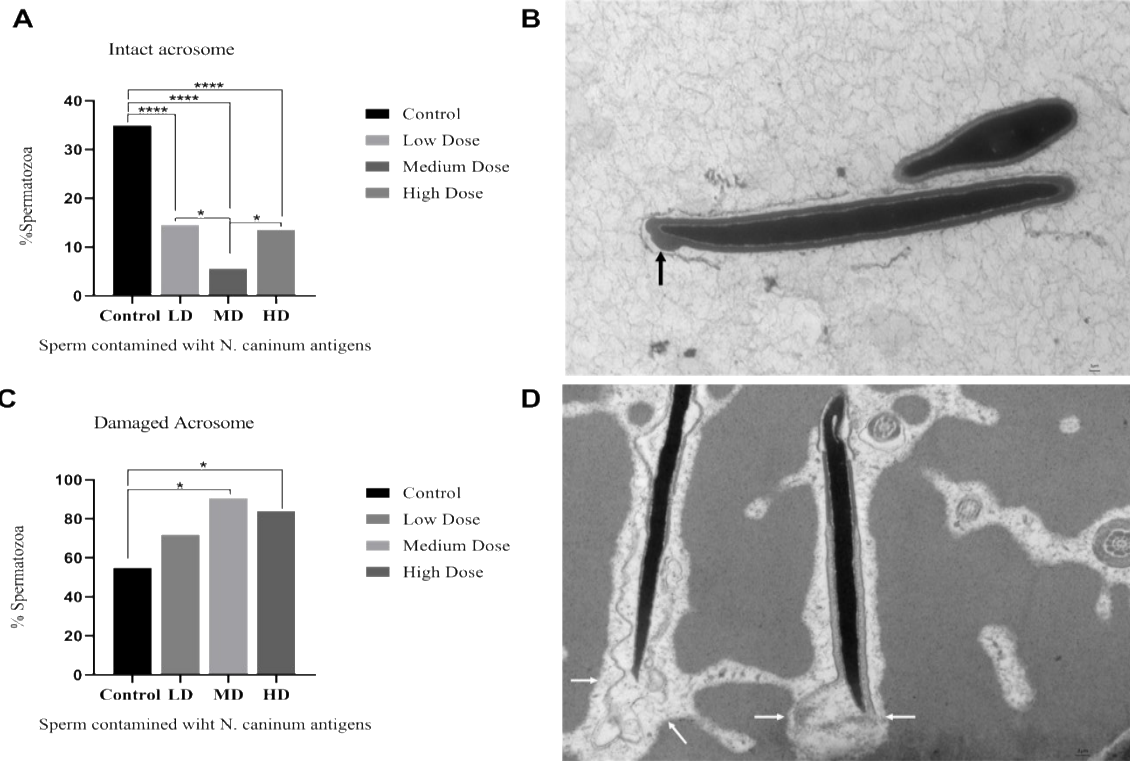 A
Intact acrosome
****
****
****
*
*
40
30
20
10
0
%Spermatozoa
Control LD MD HD
Sperm contamined wiht N. caninum antigens
Control
Low Dose
Medium Dose
High Dose
B
C
Damaged Acrosome
*
*
100
80
60
40
20
0
% Spermatozoa
Control LD MD HD
Sperm contamined wiht N. caninum antigens
Control
Low Dose
Medium Dose
High Dose
D